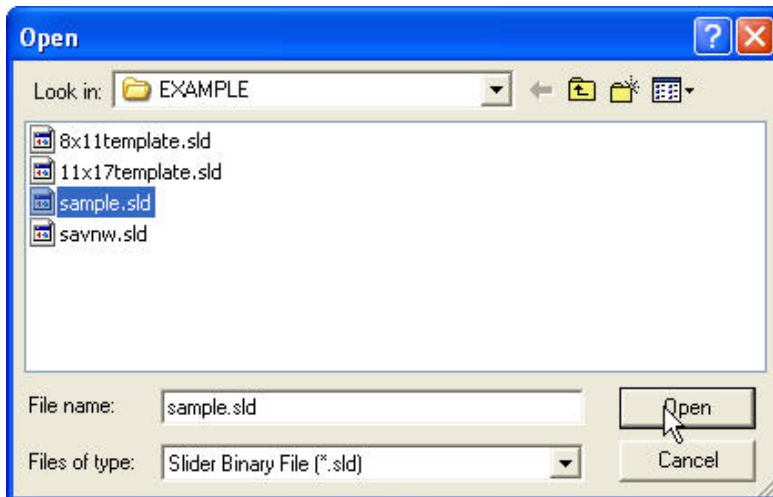 Open
Look in: EXAMPLE
8x11template.sld
11x17template.sld
sample.sld
savnw.sld
File name: sample.sld Open
Files of type: Slider Binary File (*.sld) Cancel